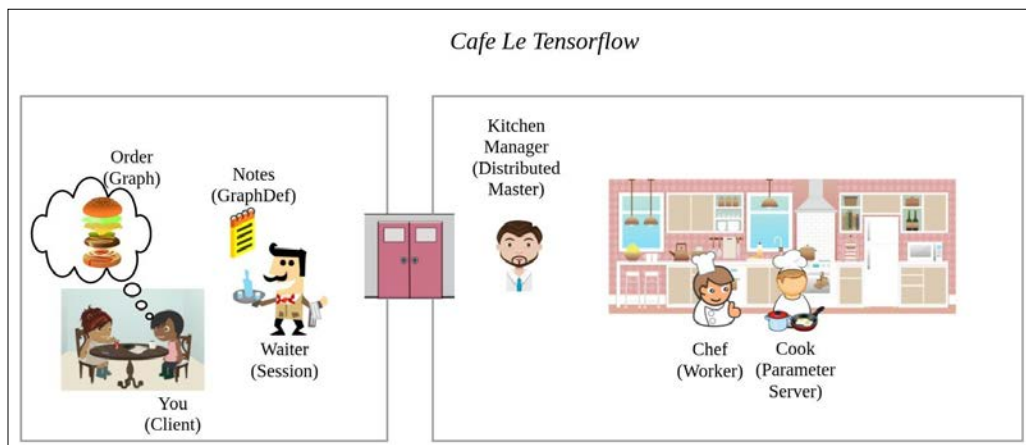 Cafe Le Tensorflow
Order
(Graph)
Notes
(GraphDef)
You
(Client)
Waiter
(Session)
Kitchen
Manager
(Distributed
Master)
Chef
(Worker)
Cook
(Parameter
Server)